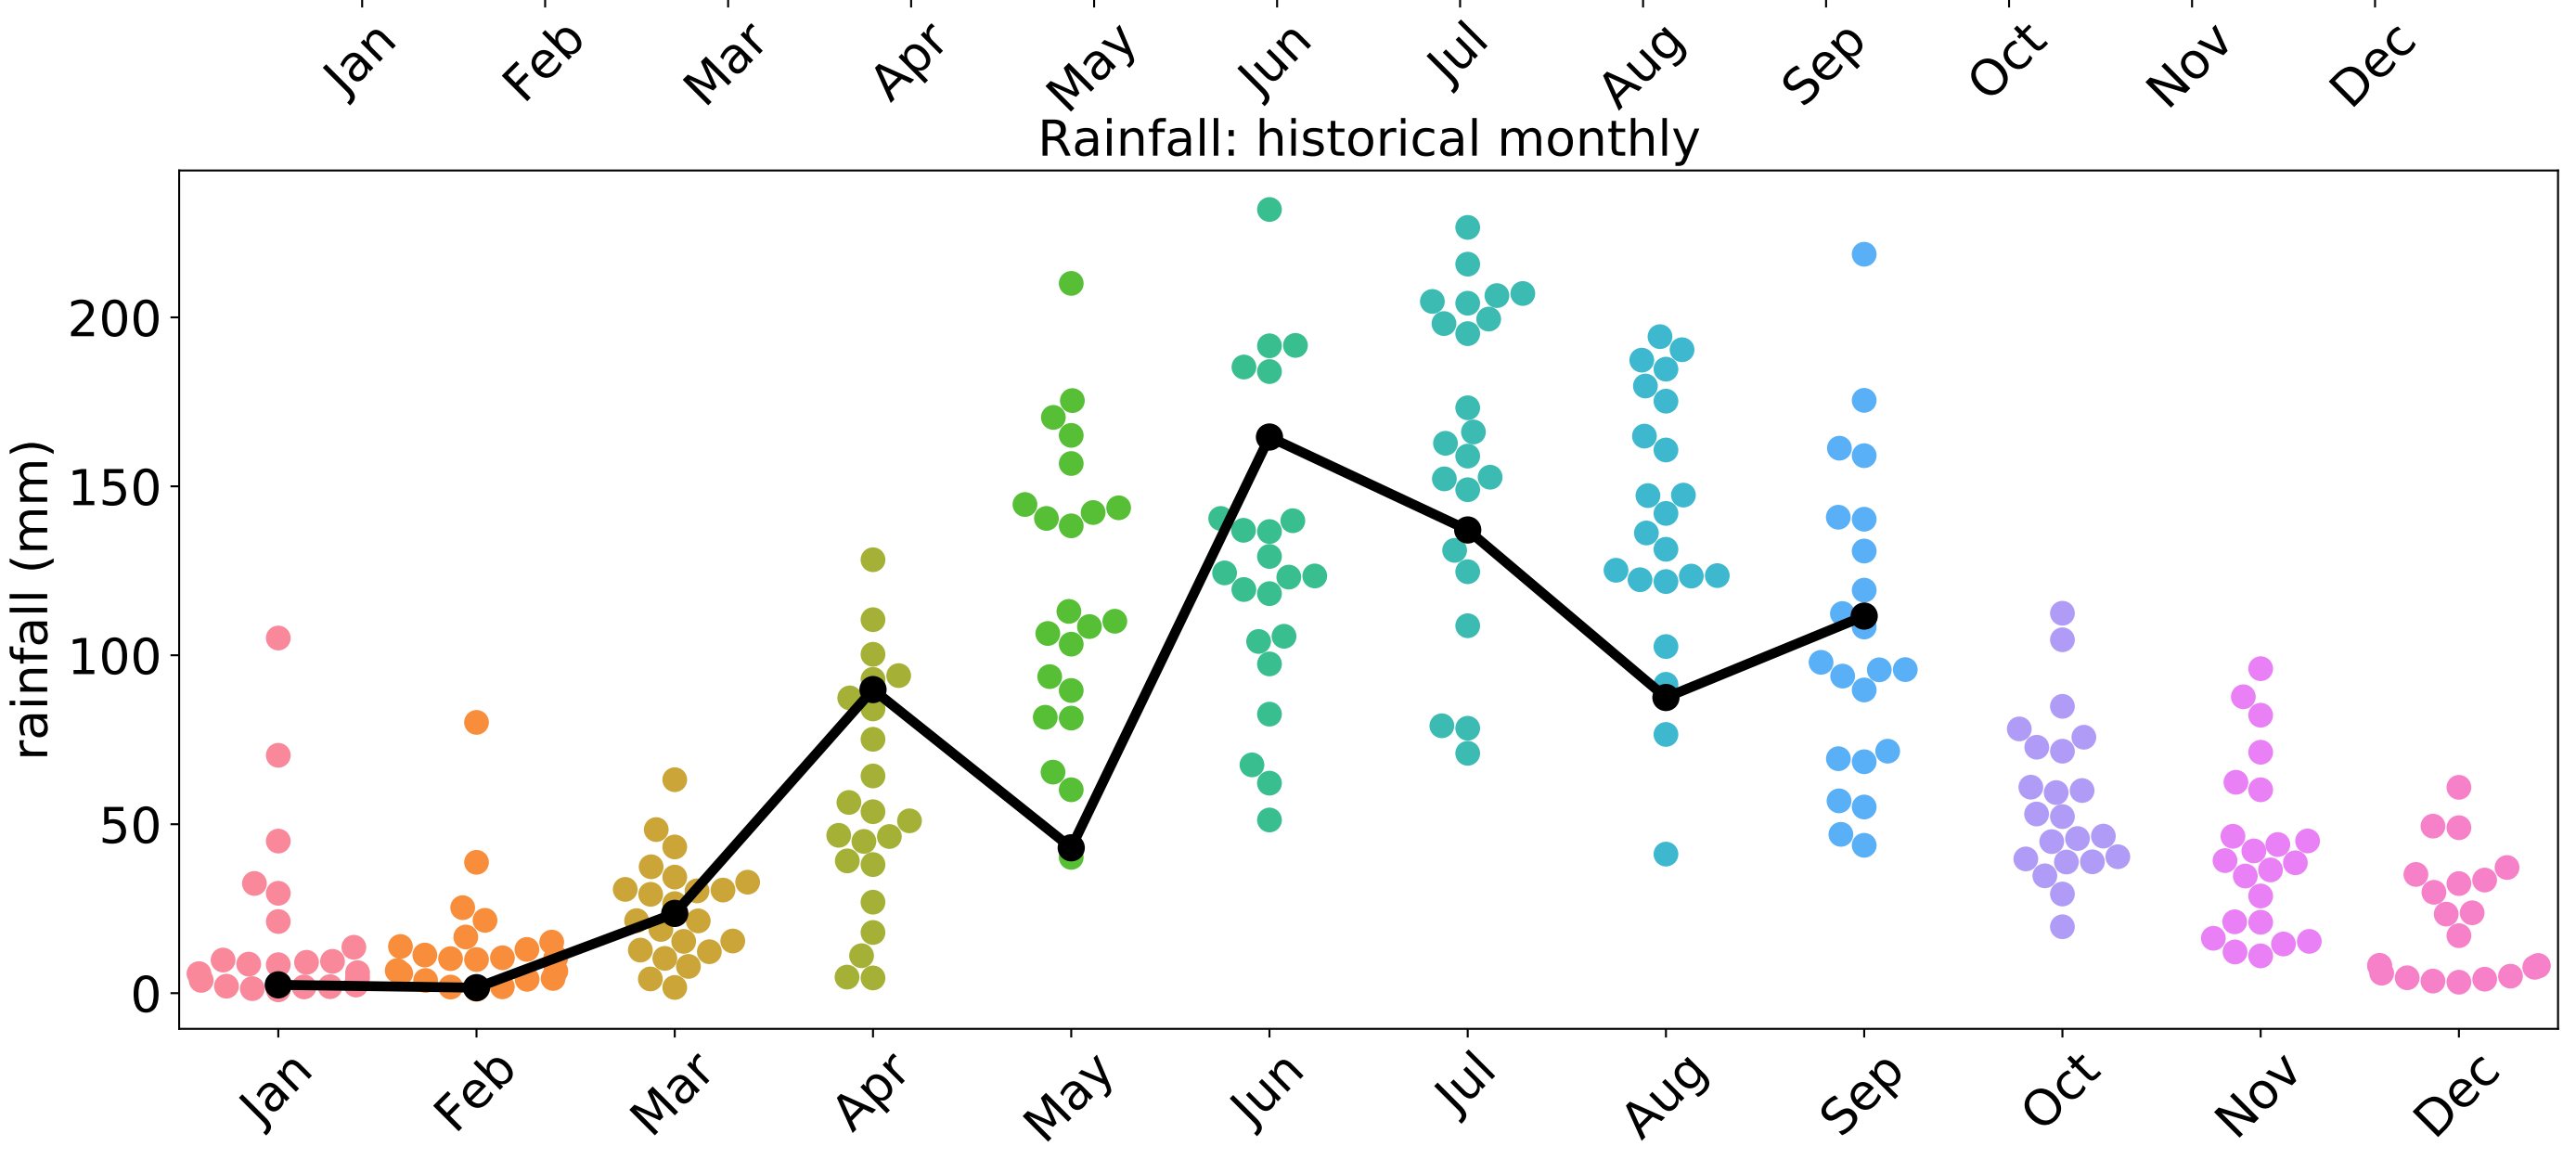 Jan Feb Mar Apr May Jun Jul Aug Sep Oct Nov Dec
Rainfall: historical monthly
rainfall (mm)
200
150
100
50
0
Jan Feb Mar Apr May Jun Jul Aug Sep Oct Nov Dec